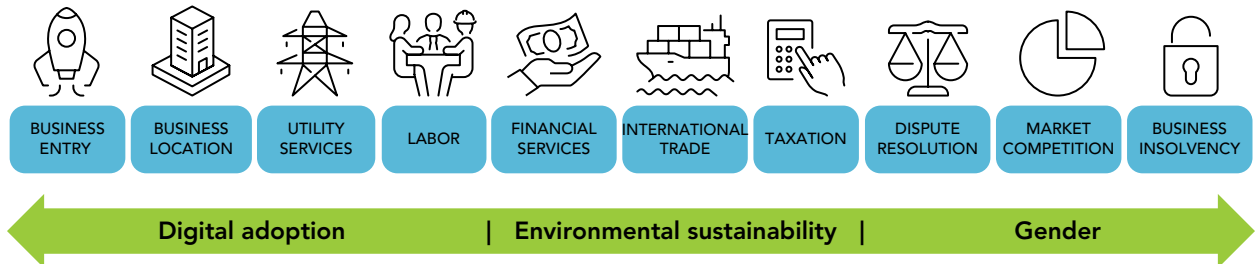 BUSINESS
ENTRY
BUSINESS
LOCATION
UTILITY
SERVICES
LABOR
FINANCIAL
SERVICES
INTERNATIONAL
TRADE
TAXATION
DISPUTE
RESOLUTION
MARKET
COMPETITION
BUSINESS
INSOLVENCY
Digital adoption | Environmental sustainability | Gender